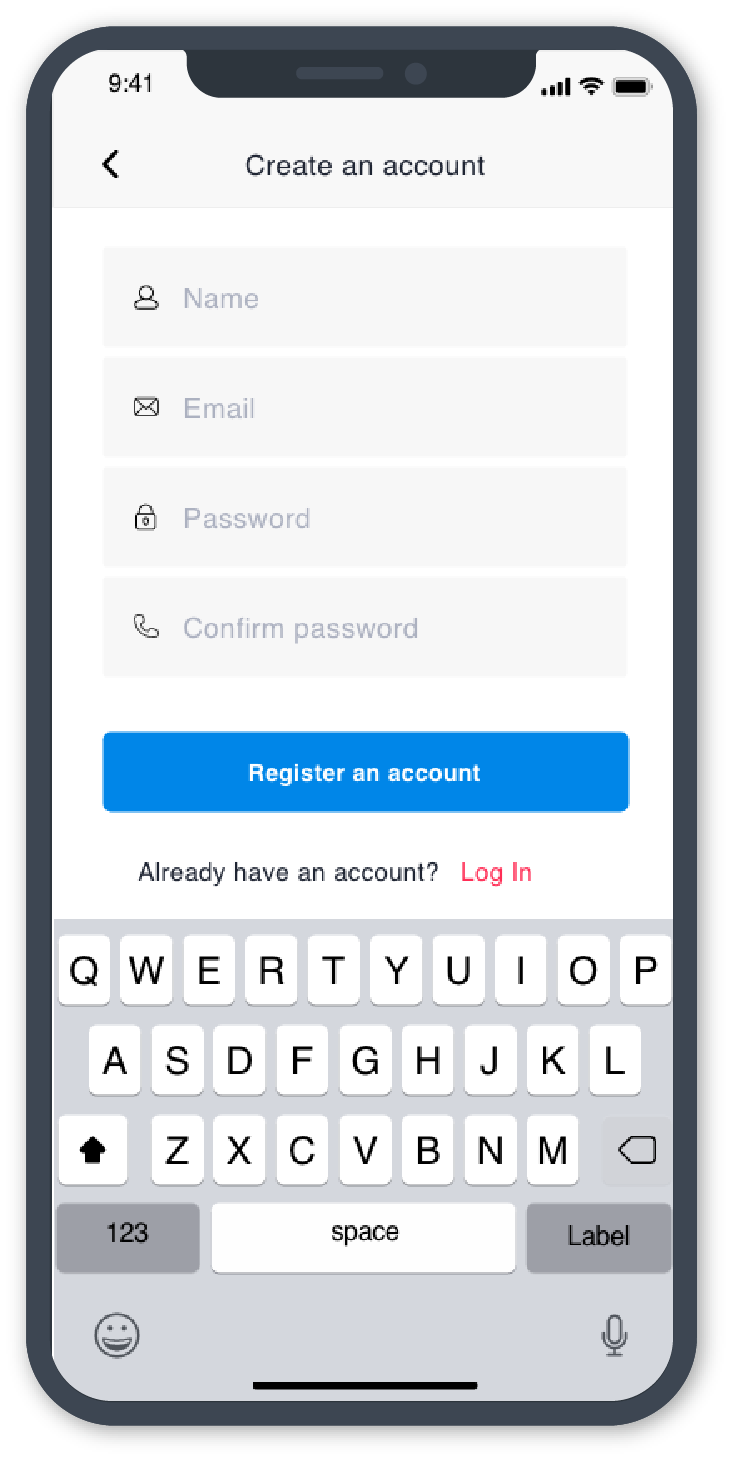 9:41
Create an account
Name
Email
Password
Confirm password
Register an account
Already have an account? Log In
Q W E R T Y U I O P
A S D F G H J K L
Z X C V B N M
123 space Label